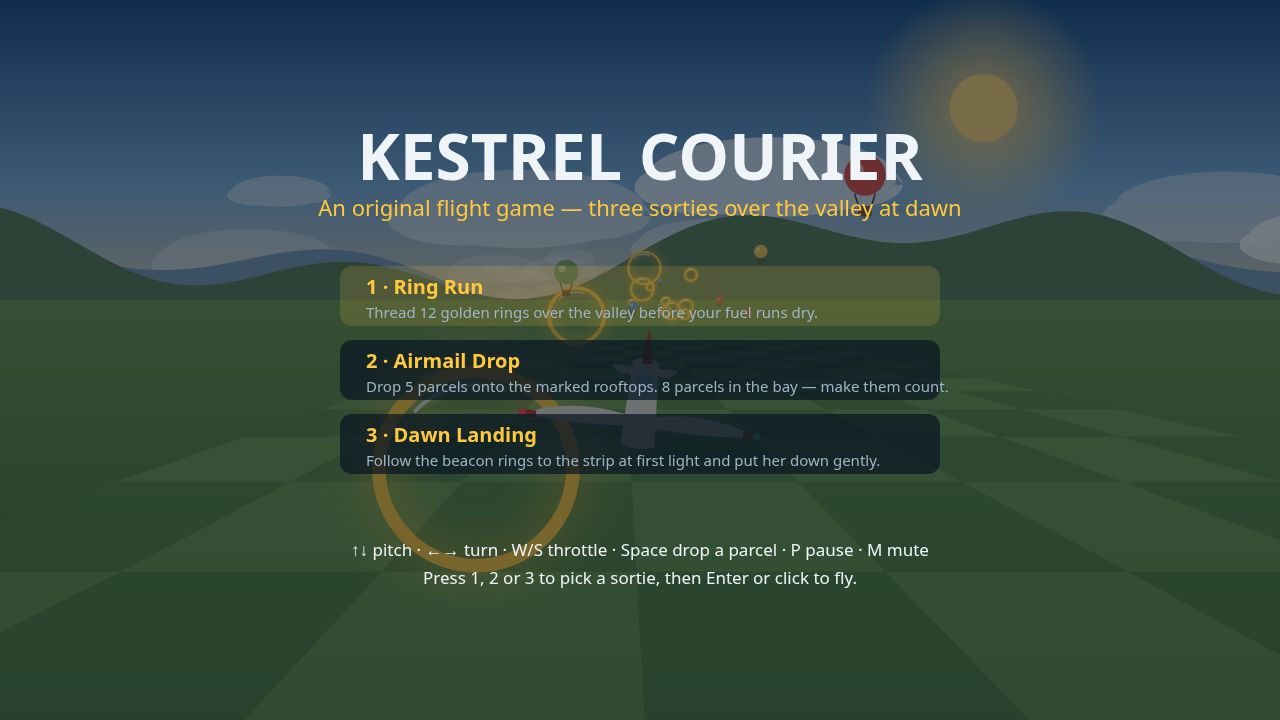 KESTREL COURIER
An original flight game — three sorties over the valley at dawn
1 · Ring Run
Thread 12 golden rings over the valley before your fuel runs dry.
2 · Airmail Drop
Drop 5 parcels onto the marked rooftops. 8 parcels in the bay — make them count.
3 · Dawn Landing
Follow the beacon rings to the strip at first light and put her down gently.
↑↓ pitch · ←→ turn · W/S throttle · Space drop a parcel · P pause · M mute
Press 1, 2 or 3 to pick a sortie, then Enter or click to fly.